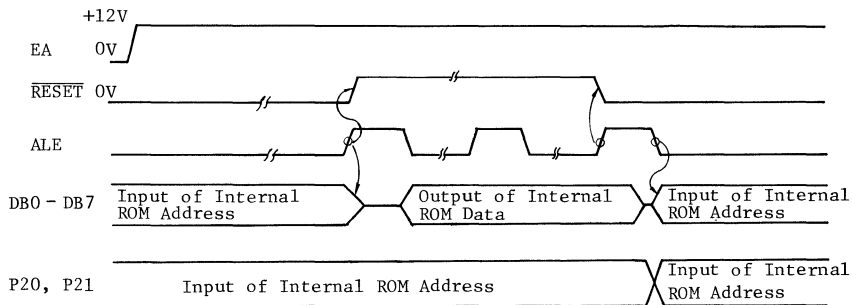 +12V
EA 0V
RESET 0V
ALE
DB0 - DB7 Input of Internal ROM Address Output of Internal ROM Data Input of Internal ROM Address
P20, P21 Input of Internal ROM Address Input of Internal ROM Address